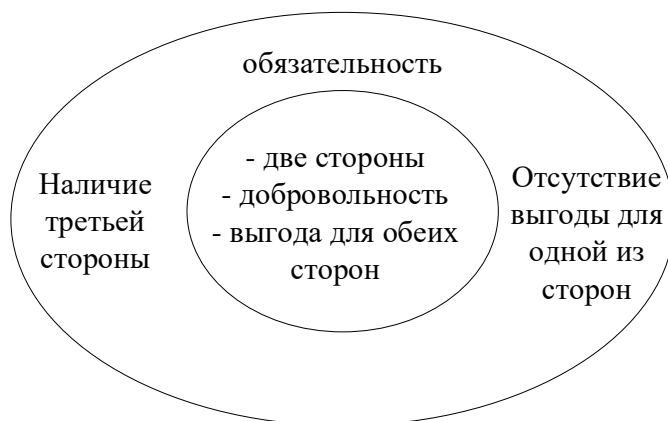 обязательность
- две стороны
- добровольность
- выгода для обеих
сторон
Наличие
третьей
стороны
Отсутствие
выгоды для
одной из
сторон